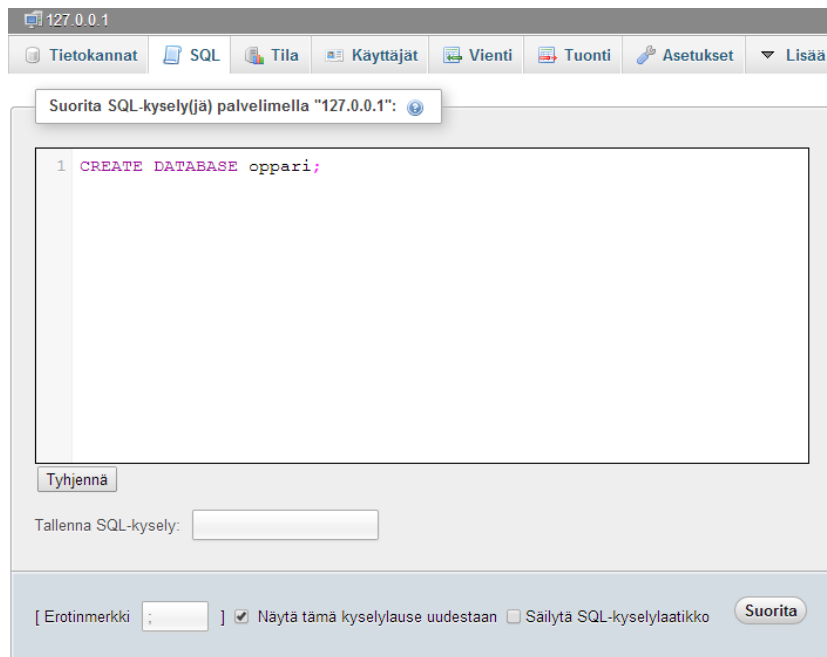 127.0.0.1
Tietokannat SQL Tila Käyttäjät Vienti Tuonti Asetukset Lisää
Suorita SQL-kysely(jä) palvelimella "127.0.0.1":
1 CREATE DATABASE oppari;
Tyhjennä
Tallenna SQL-kysely:
[ Erotinmerkki ; ] Näytä tämä kyselylause uudestaan Säilytä SQL-kyselylaatikko Suorita